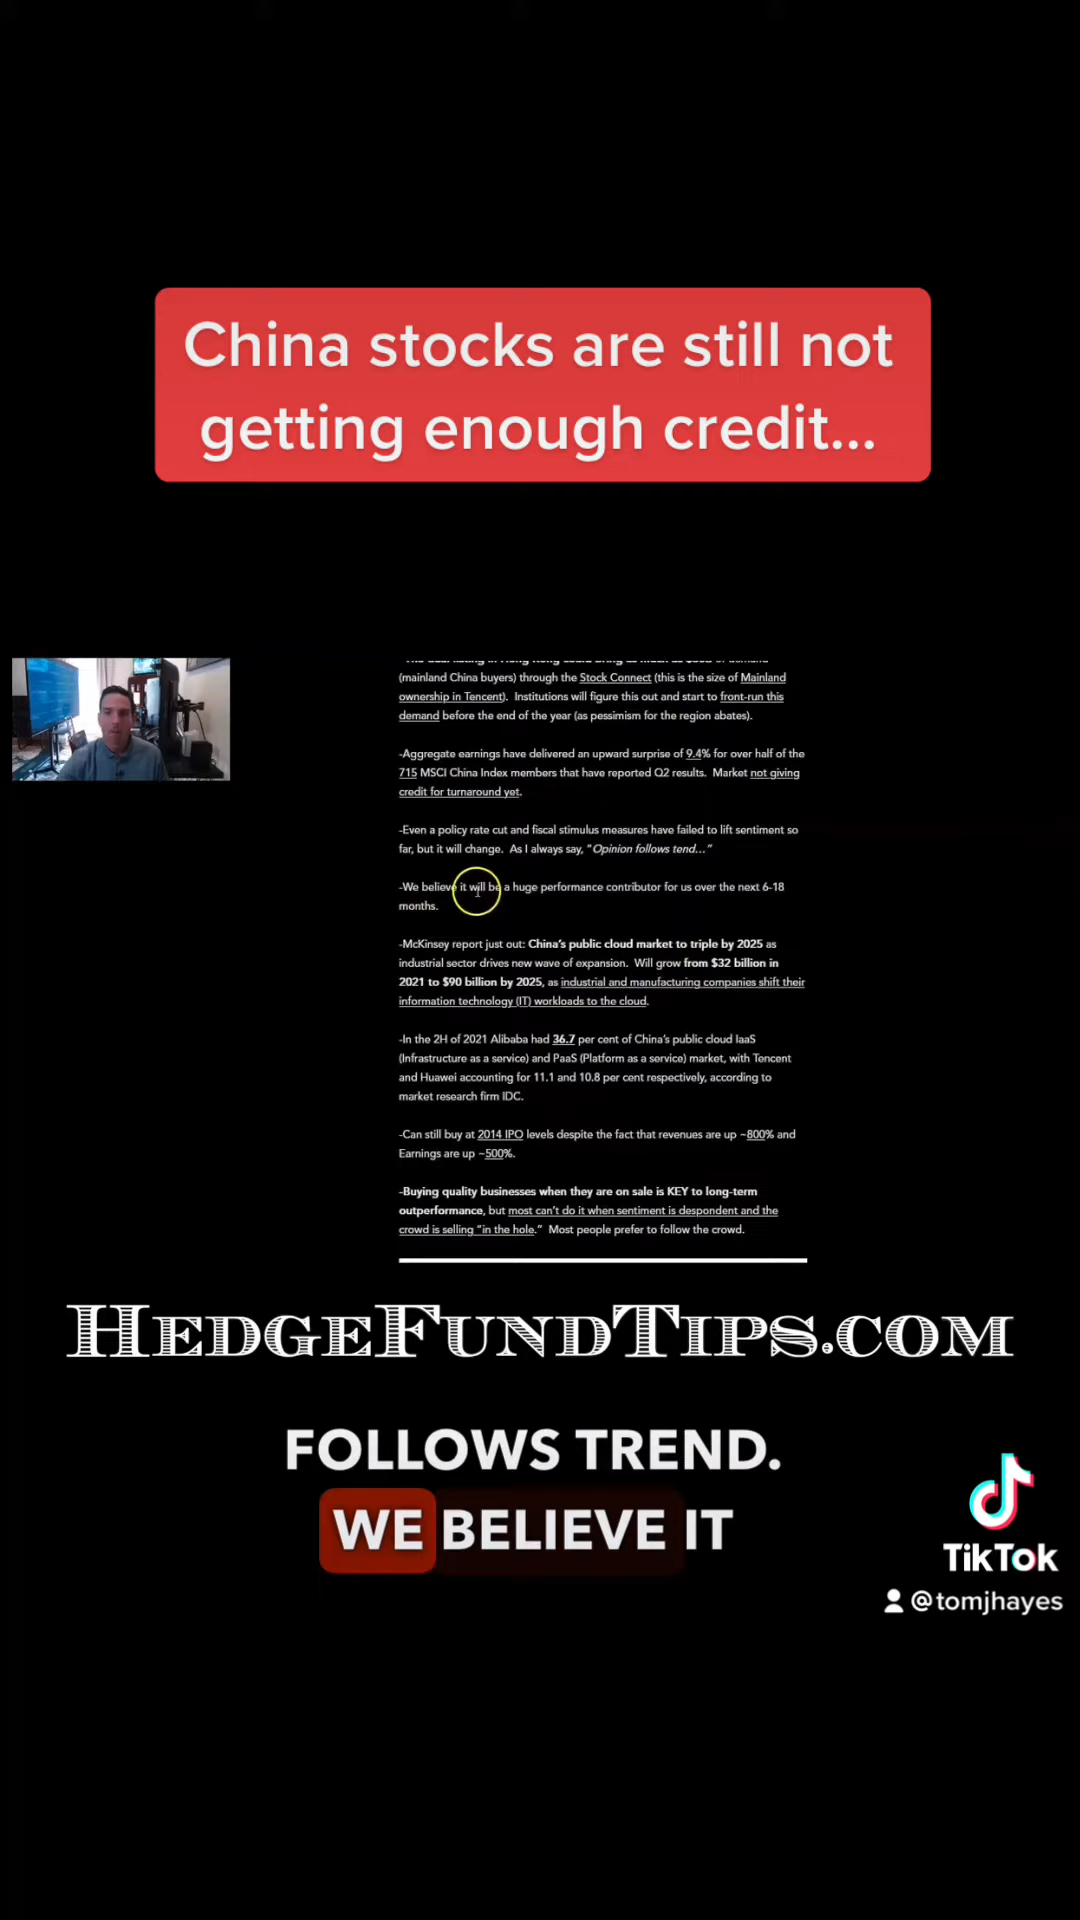 China stocks are still not
getting enough credit...
(mainland China buyers) through the Stock Connect (this is the size of Mainland
ownership in Tencent). Institutions will figure this out and start to front-run this
demand before the end of the year (as pessimism for the region abates).
-Aggregate earnings have delivered an upward surprise of 9.4% for over half of the
715 MSCI China Index members that have reported Q2 results. Market not giving
credit for turnaround yet.
-Even a policy rate cut and fiscal stimulus measures have failed to lift sentiment so
far, but it will change. As I always say, "Opinion follows tend..."
-We believe it will be a huge performance contributor for us over the next 6-18
months.
-McKinsey report just out: China's public cloud market to triple by 2025 as
industrial sector drives new wave of expansion. Will grow from $32 billion in
2021 to $90 billion by 2025, as industrial and manufacturing companies shift their
information technology (IT) workloads to the cloud.
-In the 2H of 2021 Alibaba had 36.7 per cent of China's public cloud IaaS
(Infrastructure as a service) and PaaS (Platform as a service) market, with Tencent
and Huawei accounting for 11.1 and 10.8 per cent respectively, according to
market research firm IDC.
-Can still buy at 2014 IPO levels despite the fact that revenues are up ~800% and
Earnings are up ~500%.
-Buying quality businesses when they are on sale is KEY to long-term
outperformance, but most can't do it when sentiment is despondent and the
crowd is selling "in the hole." Most people prefer to follow the crowd.
HEDGEFUNDTIPS.COM
FOLLOWS TREND.
WE BELIEVE IT
TikTok
@tomjhayes